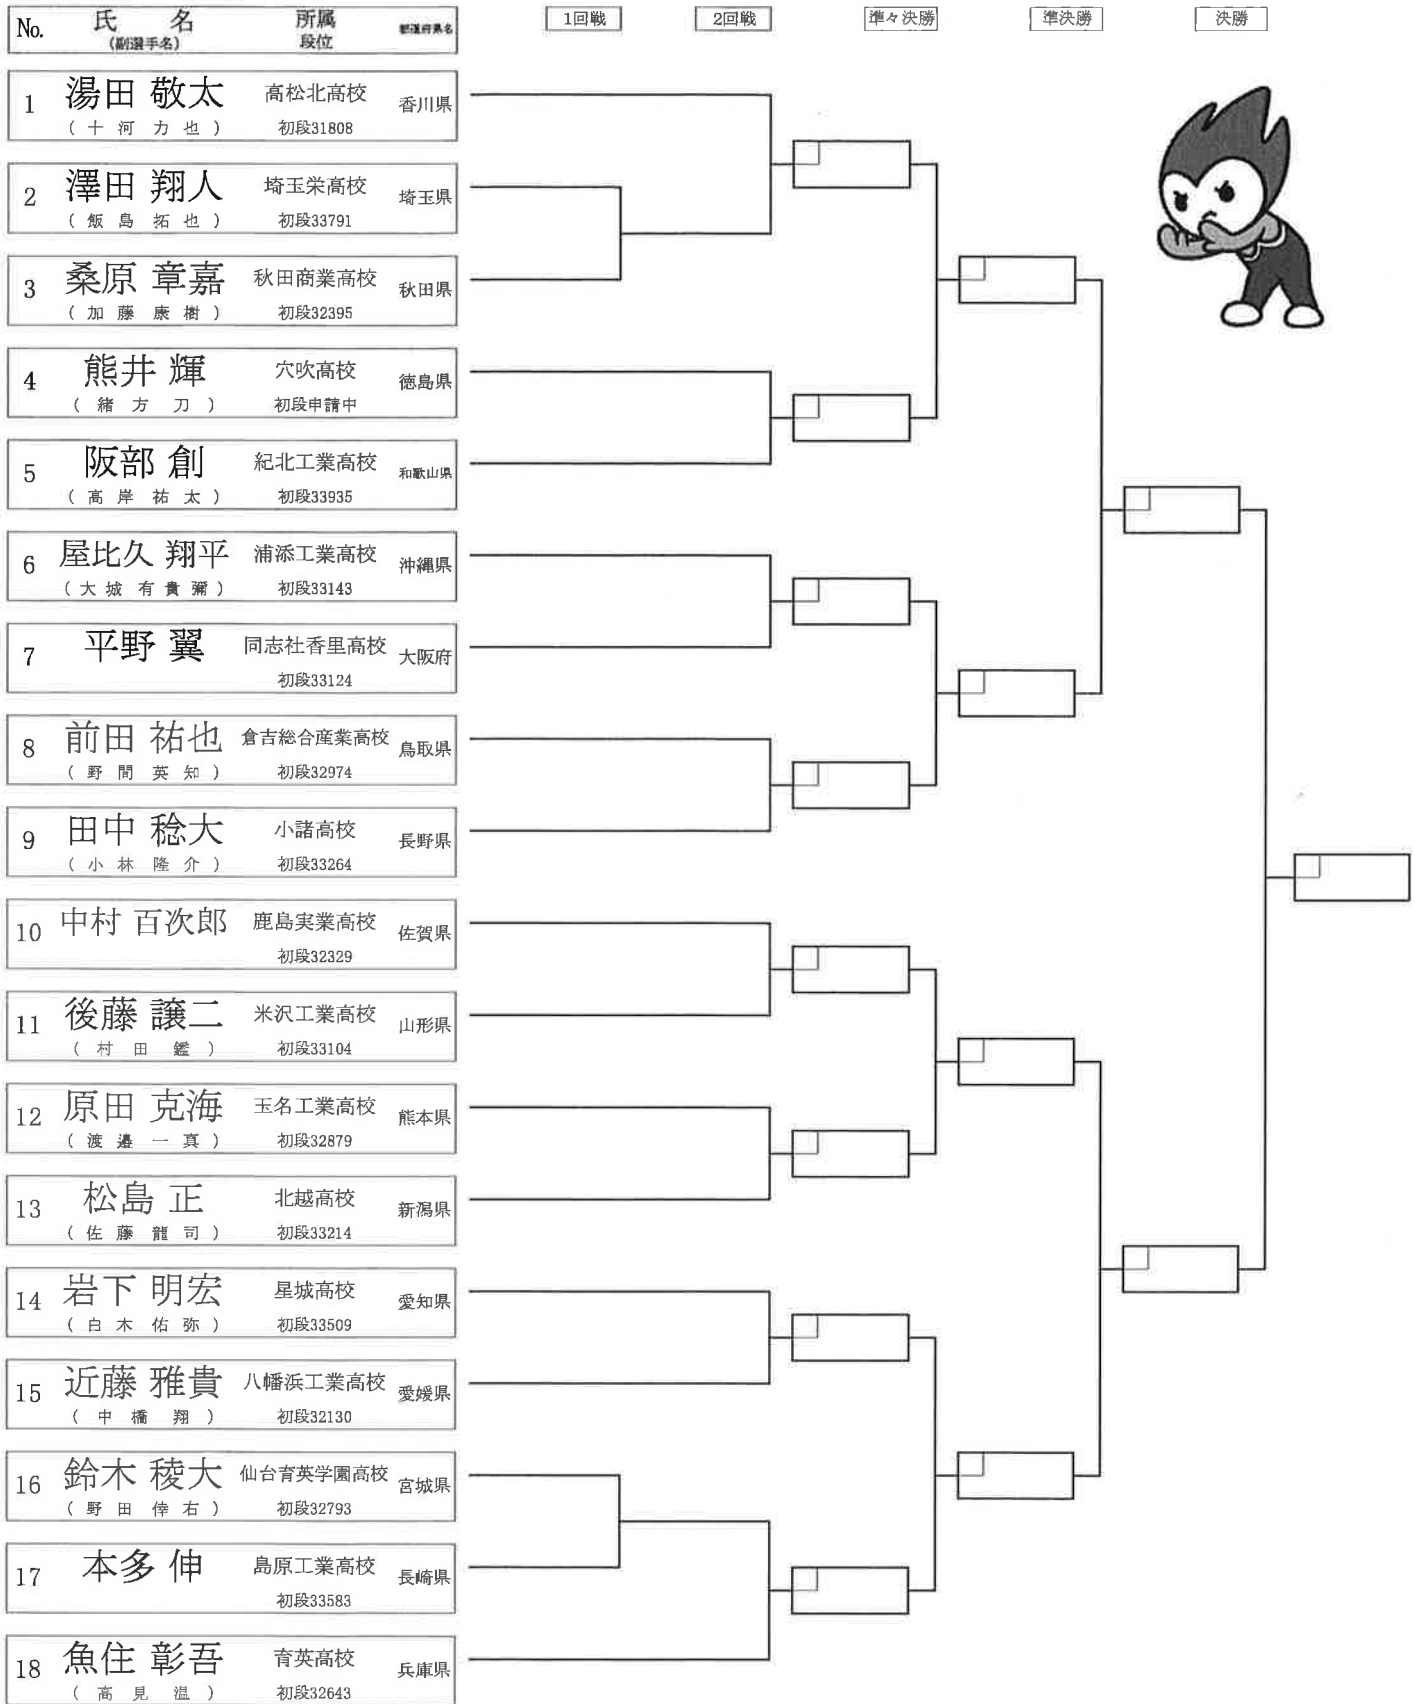 No. 氏 名 所属 都道府県名 1回戦 2回戦 準々決勝 準決勝 決勝
(副選手名) 段位
1 湯田 敬太 高松北高校 香川県
( 十 河 力 也 ) 初段31808
2 澤田 翔人 埼玉栄高校 埼玉県
( 飯 島 拓 也 ) 初段33791
3 桑原 章嘉 秋田商業高校 秋田県
( 加 藤 康 樹 ) 初段32395
4 熊井 輝 穴吹高校 徳島県
( 緒 方 刀 ) 初段申請中
5 阪部 創 紀北工業高校 和歌山県
( 高 岸 祐 太 ) 初段33935
6 屋比久 翔平 浦添工業高校 沖縄県
( 大 城 有 貴 彌 ) 初段33143
7 平野 翼 同志社香里高校 大阪府
初段33124
8 前田 祐也 倉吉総合産業高校 鳥取県
( 野 間 英 知 ) 初段32974
9 田中 稔大 小諸高校 長野県
( 小 林 隆 介 ) 初段33264
10 中村 百次郎 鹿島実業高校 佐賀県
初段32329
11 後藤 譲二 米沢工業高校 山形県
( 村 田 鑑 ) 初段33104
12 原田 克海 玉名工業高校 熊本県
( 渡 邉 一 真 ) 初段32879
13 松島 正 北越高校 新潟県
( 佐 藤 龍 司 ) 初段33214
14 岩下 明宏 星城高校 愛知県
( 白 木 佑 弥 ) 初段33509
15 近藤 雅貴 八幡浜工業高校 愛媛県
( 中 橋 翔 ) 初段32130
16 鈴木 稜大 仙台育英学園高校 宮城県
( 野 田 倖 右 ) 初段32793
17 本多 伸 島原工業高校 長崎県
初段33583
18 魚住 彰吾 育英高校 兵庫県
( 高 見 温 ) 初段32643